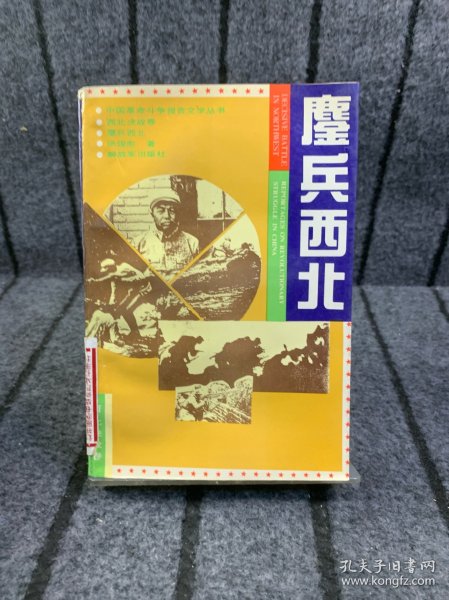 中国革命斗争报告文学丛书
西北决战卷
鏖兵西北
解放军出版社
著
DECISIVE BATTLE
IN NORTHWEST
REPORTAGES ON REVOLUTIONARY
STRUGGLE IN CHINA
鏖兵西北
孔夫子旧书网
www.kongfz.com